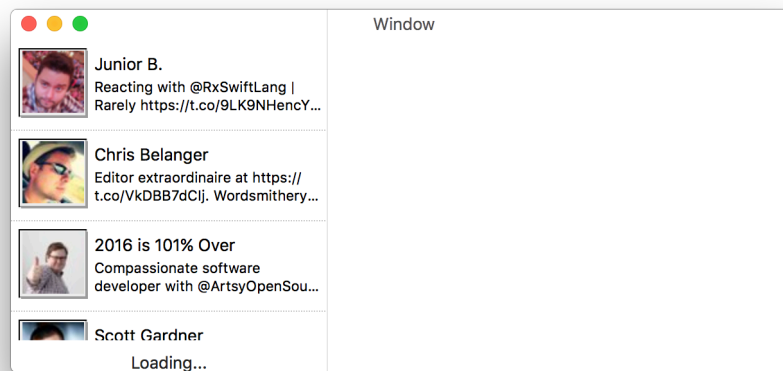 Window
Junior B.
Reacting with @RxSwiftLang |
Rarely https://t.co/9LK9NHencY...
Chris Belanger
Editor extraordinaire at https://
t.co/VkDBB7dCIj. Wordsmithery...
2016 is 101% Over
Compassionate software
developer with @ArtsyOpenSou...
Scott Gardner
Loading...